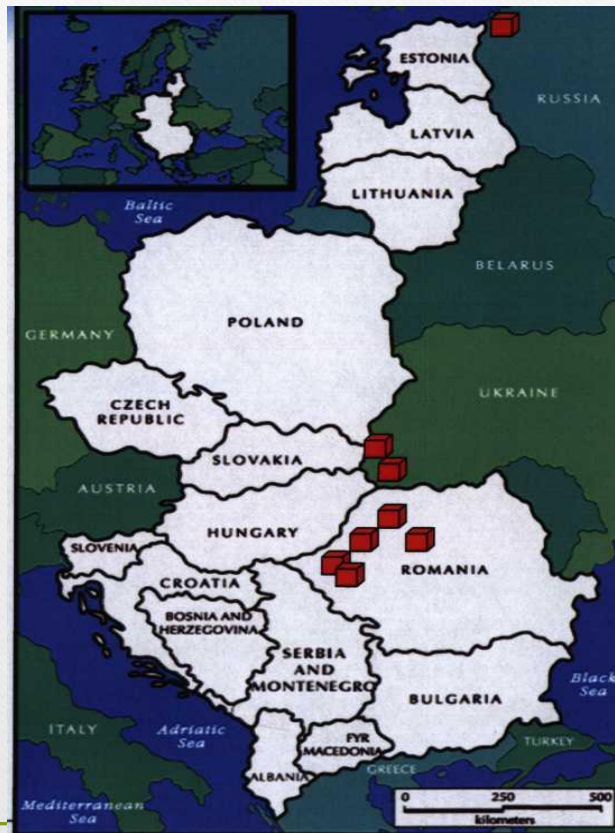 ESTONIA
RUSSIA
LATVIA
LITHUANIA
Baltic
Sea
BELARUS
GERMANY
POLAND
UKRAINE
CZECH
REPUBLIC
SLOVAKIA
AUSTRIA
HUNGARY
SLOVENIA
ROMANIA
CROATIA
BOSNIA AND
HERZEGOVINA
SERBIA
AND
MONTENEGRO
Black
Sea
BULGARIA
ITALY
Adriatic
Sea
FYR
MACEDONIA
TURKEY
ALBANIA
GREECE
Mediterranean
Sea
0 250 500
kilometers